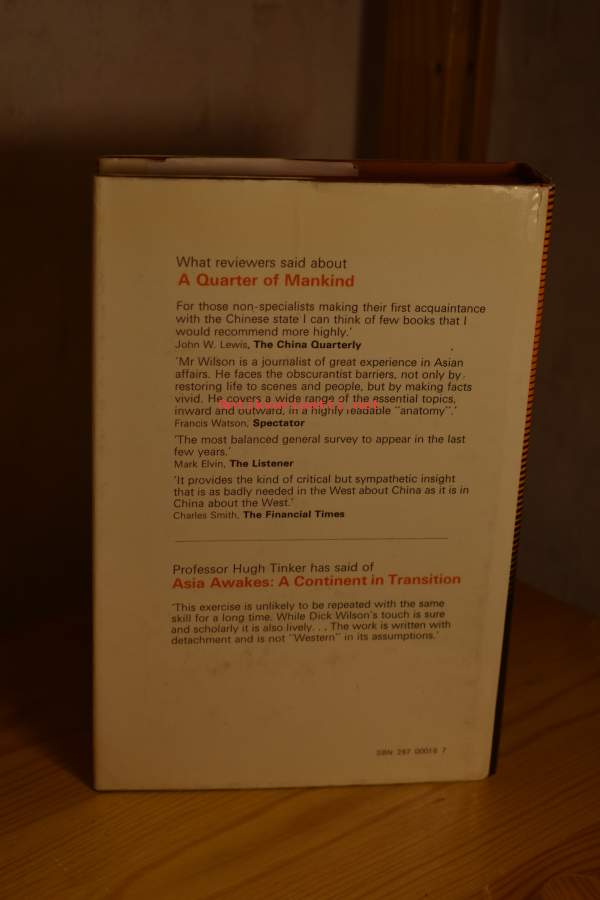 What reviewers said about
A Quarter of Mankind
For those non-specialists making their first acquaintance
with the Chinese state I can think of few books that I
would recommend more highly.'
John W. Lewis, The China Quarterly
'Mr Wilson is a journalist of great experience in Asian
affairs. He faces the obscurantist barriers, not only by
restoring life to scenes and people, but by making facts
vivid. He covers a wide range of the essential topics,
inward and outward, in a highly readable "anatomy".'
Francis Watson, Spectator
'The most balanced general survey to appear in the last
few years.'
Mark Elvin, The Listener
'It provides the kind of critical but sympathetic insight
that is as badly needed in the West about China as it is in
China about the West.'
Charles Smith, The Financial Times
Professor Hugh Tinker has said of
Asia Awakes: A Continent in Transition
'This exercise is unlikely to be repeated with the same
skill for a long time. While Dick Wilson's touch is sure
and scholarly it is also lively. . . The work is written with
detachment and is not "Western" in its assumptions.'
SBN 297 00018 7